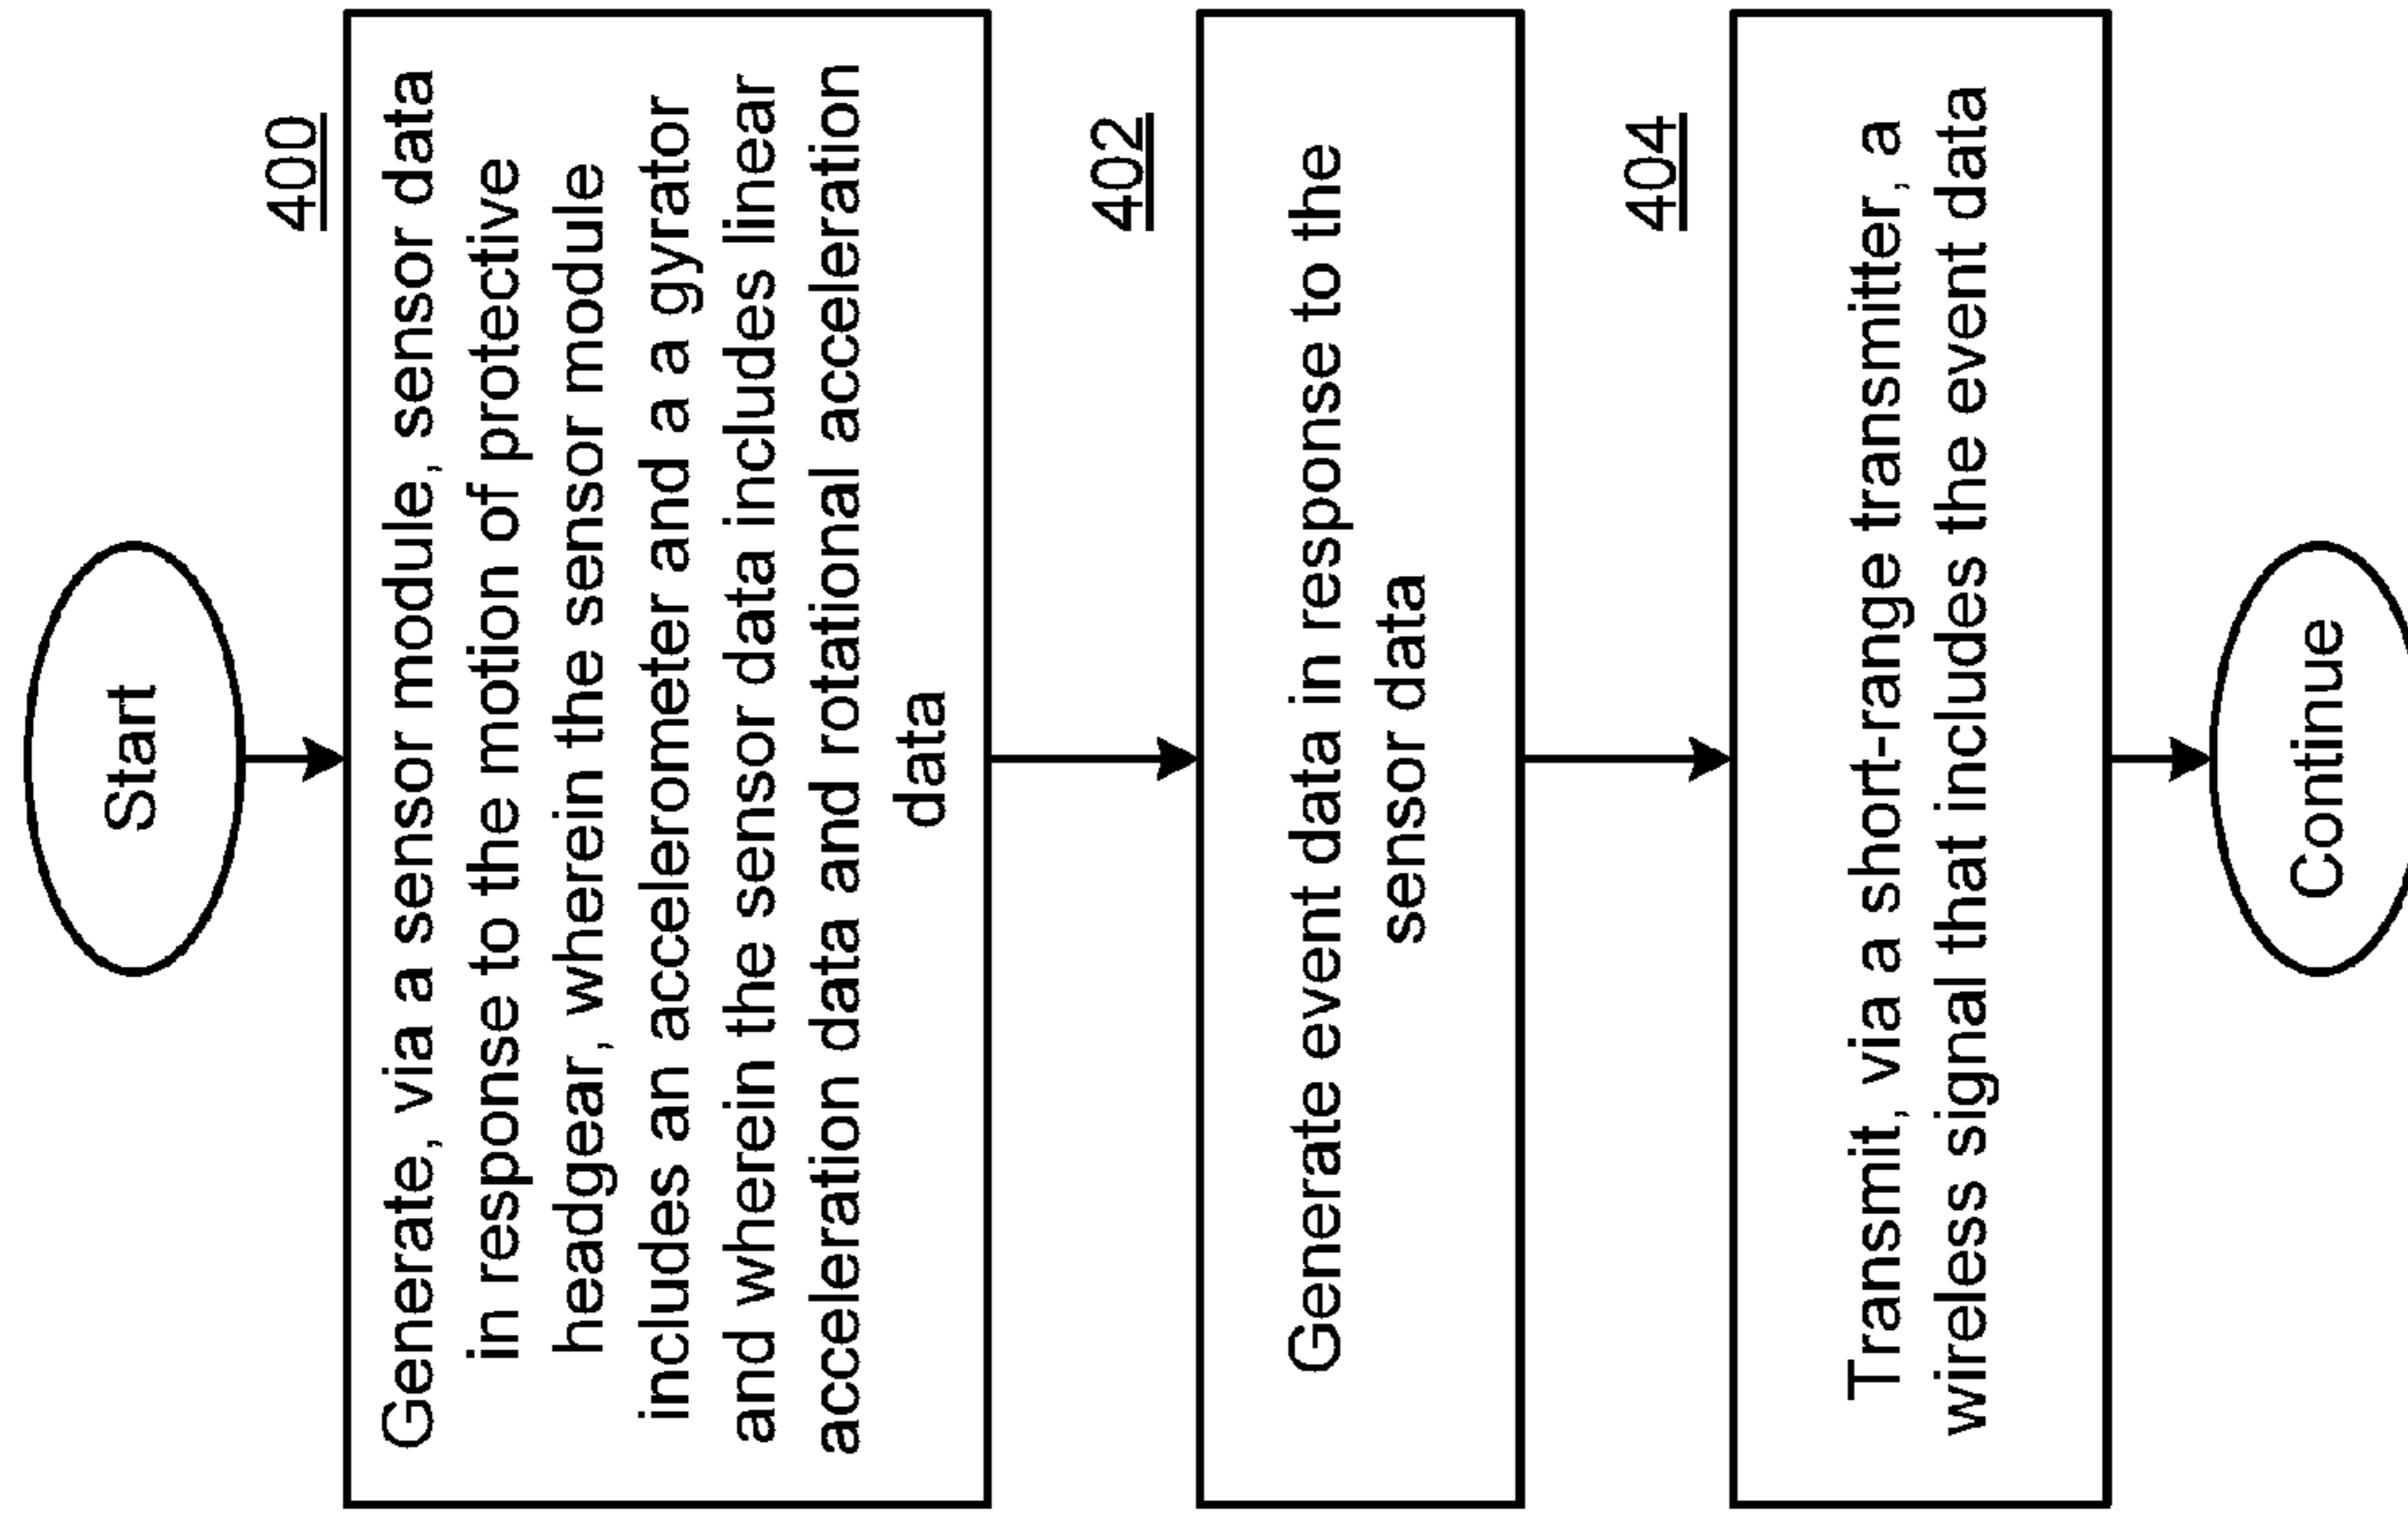 Start
400
Generate, via a sensor module, sensor data
in response to the motion of protective
headgear, wherein the sensor module
includes an accelerometer and a a gyrator
and wherein the sensor data includes linear
acceleration data and rotational acceleration
data
402
Generate event data in response to the
sensor data
404
Transmit, via a short-range transmitter, a
wireless signal that includes the event data
Continue